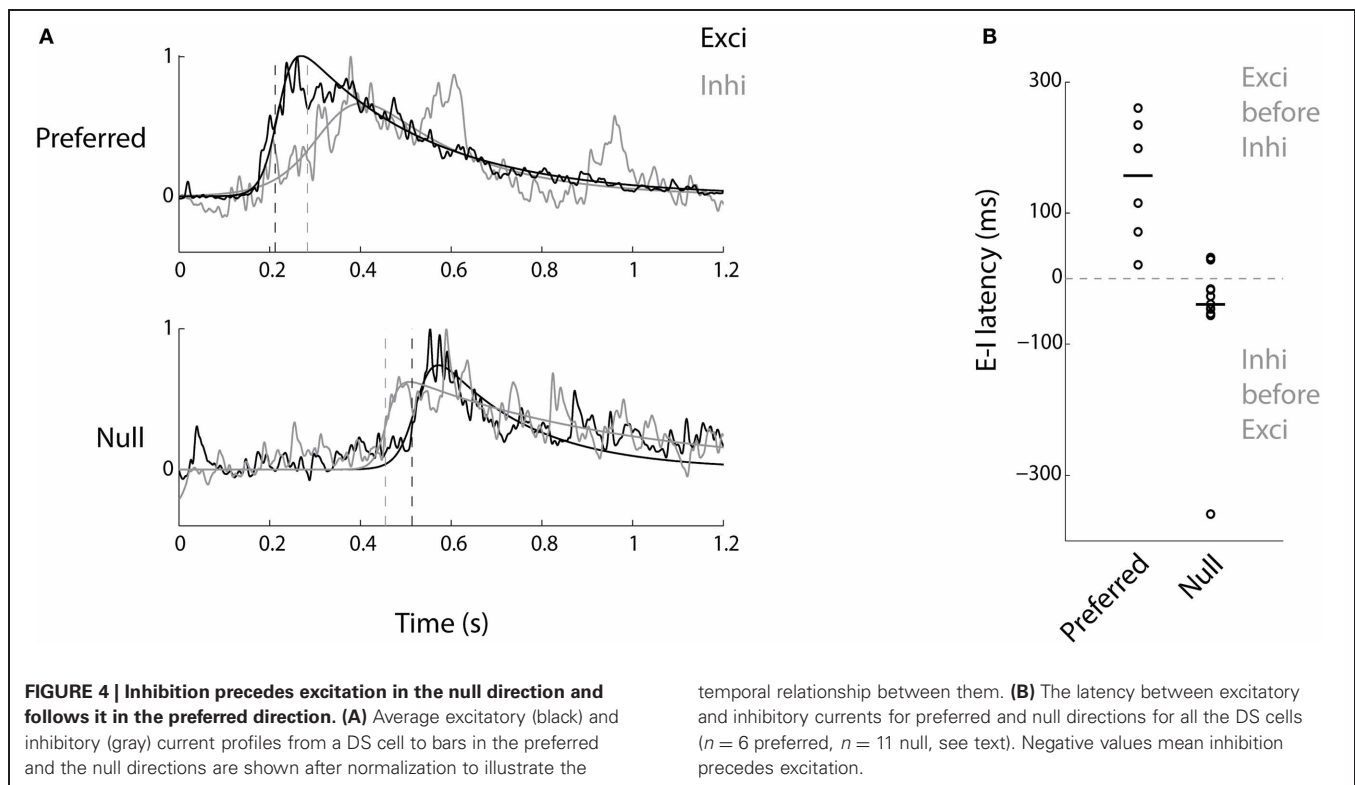 A
Exci
Inhi
Preferred
1
0
0 0.2 0.4 0.6 0.8 1 1.2
Null
1
0
0 0.2 0.4 0.6 0.8 1 1.2
Time (s)
B
E-I latency (ms)
300
100
0
−100
−300
Exci
before
Inhi
Inhi
before
Exci
Preferred
Null
FIGURE 4 | Inhibition precedes excitation in the null direction and
follows it in the preferred direction. (A) Average excitatory (black) and
inhibitory (gray) current profiles from a DS cell to bars in the preferred
and the null directions are shown after normalization to illustrate the
temporal relationship between them. (B) The latency between excitatory
and inhibitory currents for preferred and null directions for all the DS cells
(n = 6 preferred, n = 11 null, see text). Negative values mean inhibition
precedes excitation.